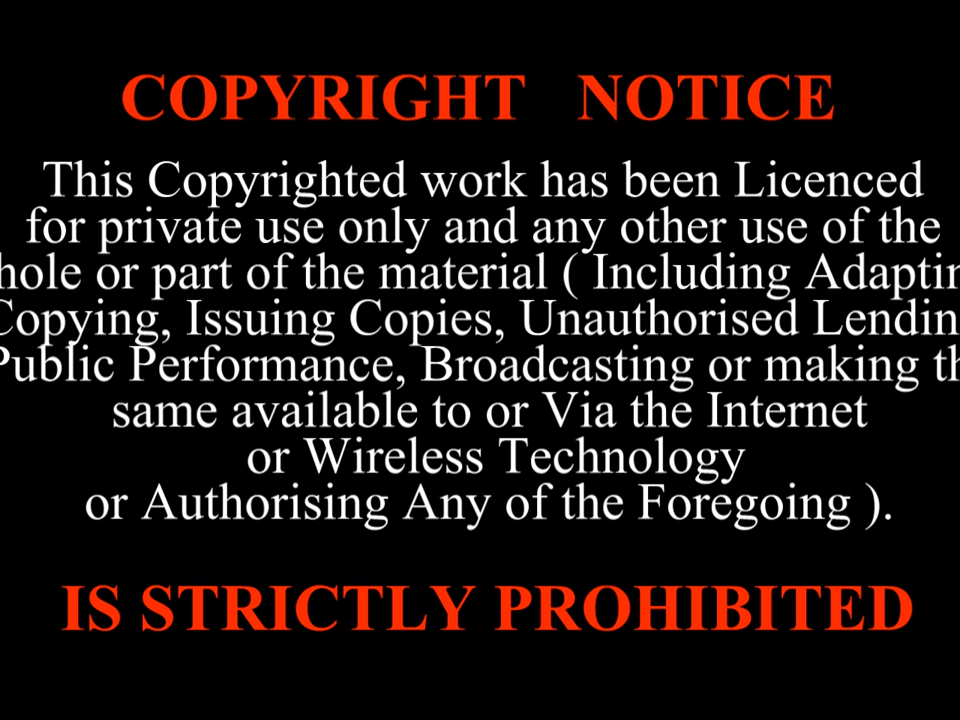 COPYRIGHT NOTICE
This Copyrighted work has been Licenced
for private use only and any other use of the
hole or part of the material ( Including Adaptin
Copying, Issuing Copies, Unauthorised Lendin
Public Performance, Broadcasting or making th
same available to or Via the Internet
or Wireless Technology
or Authorising Any of the Foregoing ).
IS STRICTLY PROHIBITED